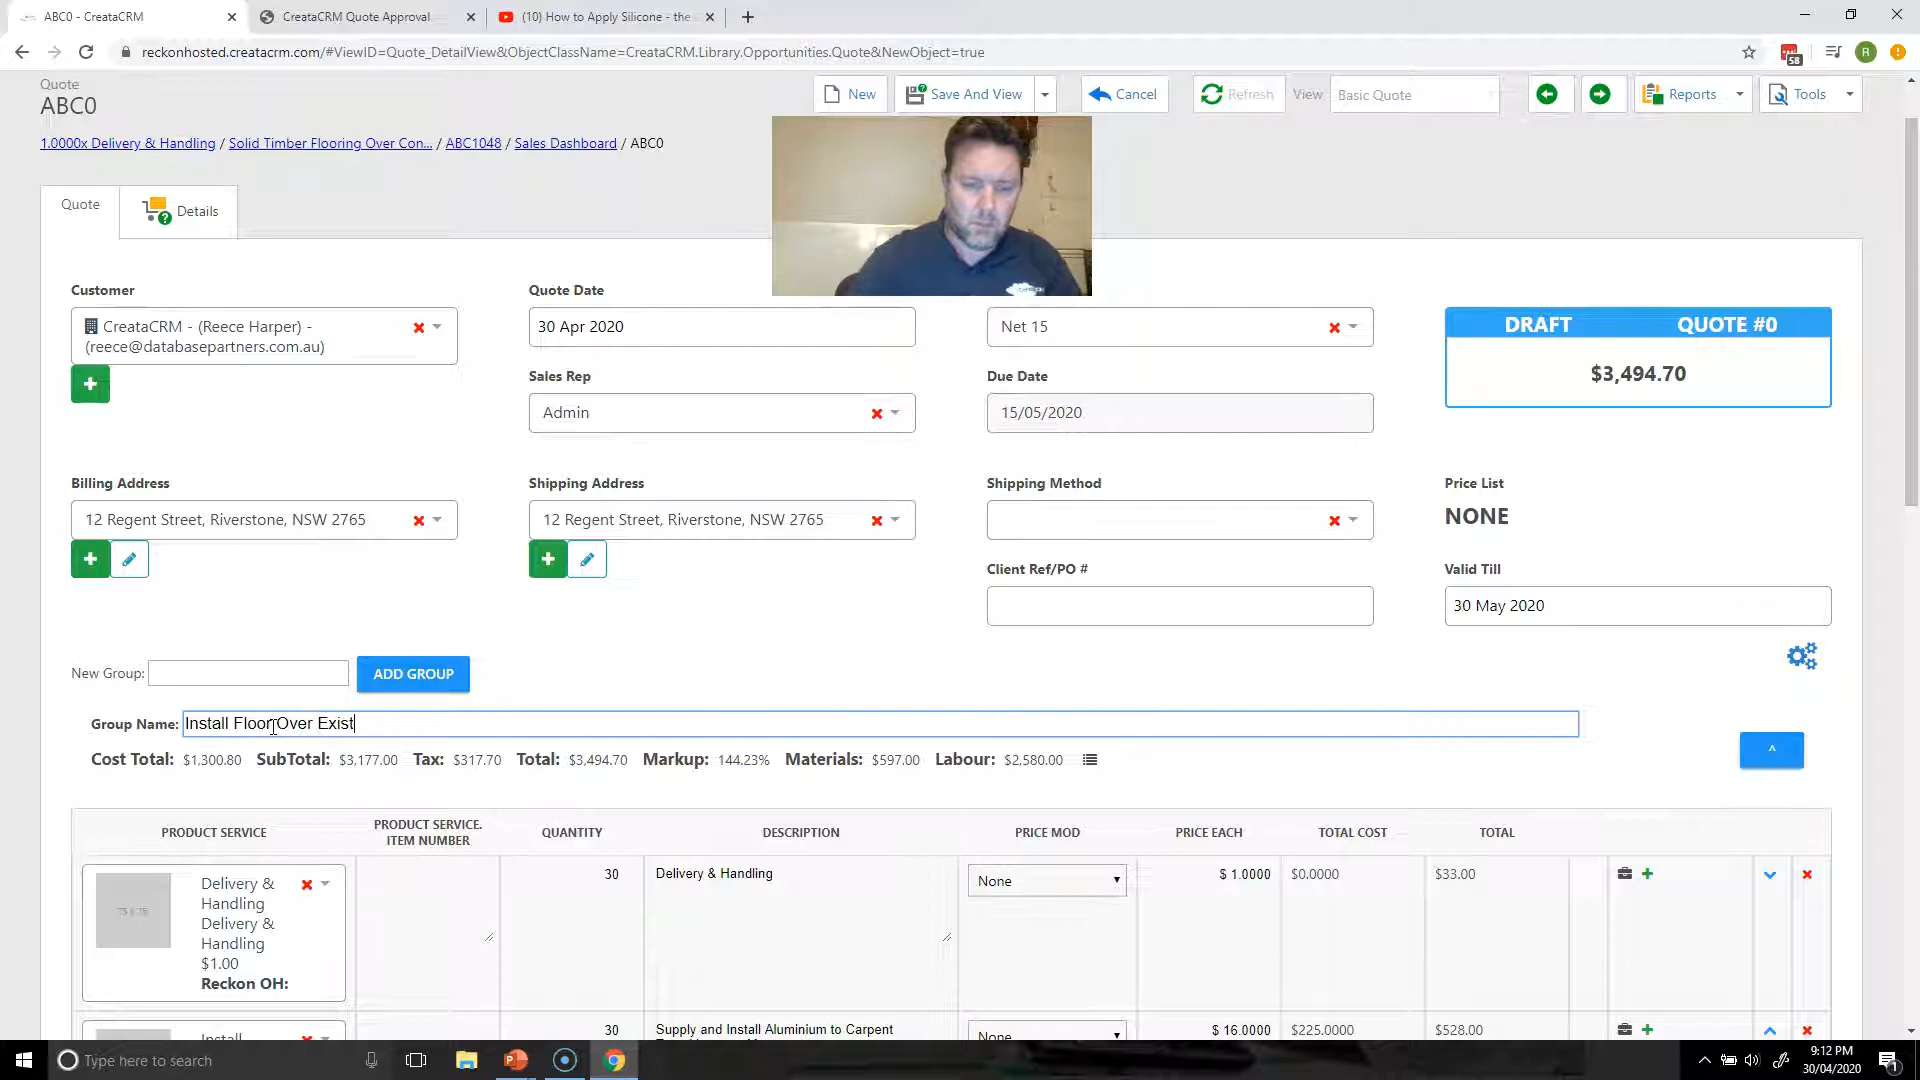 ABC0 - CreataCRM
CreataCRM Quote Approval
(10) How to Apply Silicone - the
reckonhosted.creatacrm.com/#ViewID=Quote_DetailView&ObjectClassName=CreataCRM.Library.Opportunities.Quote&NewObject=true
58
R
Quote
ABC0
New
Save And View
Cancel
Refresh
View:
Basic Quote
Reports
Tools
1.0000x Delivery & Handling / Solid Timber Flooring Over Con... / ABC1048 / Sales Dashboard / ABC0
Quote
Details
Customer
CreataCRM - (Reece Harper) -
(reece@databasepartners.com.au)
Quote Date
30 Apr 2020
Net 15
DRAFT
QUOTE #0
$3,494.70
Sales Rep
Admin
Due Date
15/05/2020
Billing Address
12 Regent Street, Riverstone, NSW 2765
Shipping Address
12 Regent Street, Riverstone, NSW 2765
Shipping Method
Price List
NONE
Client Ref/PO #
Valid Till
30 May 2020
New Group:
ADD GROUP
Group Name: Install Floor Over Exist
Cost Total: $1,300.80 SubTotal: $3,177.00 Tax: $317.70 Total: $3,494.70 Markup: 144.23% Materials: $597.00 Labour: $2,580.00
PRODUCT SERVICE
PRODUCT SERVICE.
ITEM NUMBER
QUANTITY
DESCRIPTION
PRICE MOD
PRICE EACH
TOTAL COST
TOTAL
75 x 75
Delivery &
Handling
Delivery &
Handling
$1.00
Reckon OH:
30
Delivery & Handling
None
$ 1.0000
$0.0000
$33.00
Install
30
Supply and Install Aluminium to Carpent
None
$ 16.0000
$225.0000
$528.00
Type here to search
9:12 PM
30/04/2020
1